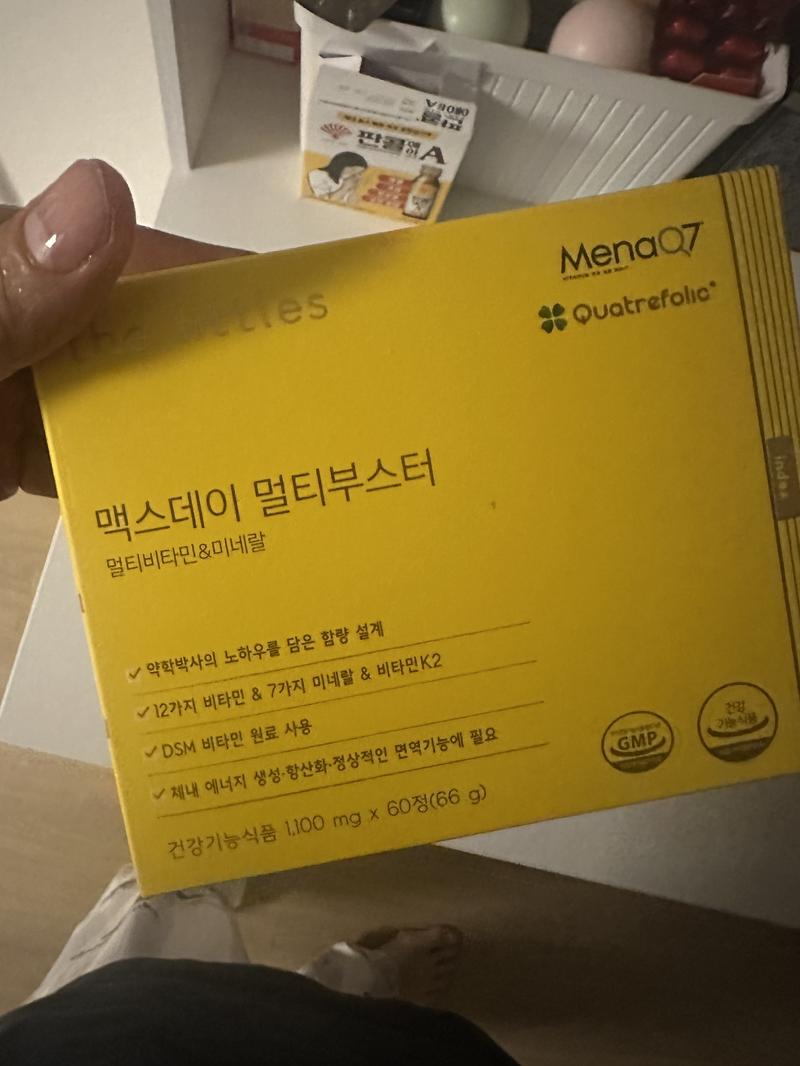 MenaQ7
Quatrefolic
the
맥스데이 멀티부스터
멀티비타민&미네랄
약학박사의 노하우를 담은 함량 설계
12가지 비타민 & 7가지 미네랄 & 비타민K2
DSM 비타민 원료 사용
체내 에너지 생성·항산화·정상적인 면역기능에 필요
건강기능식품 1,100 mg x 60정(66 g)
GMP
건강
기능식품
index
판콜에이
A